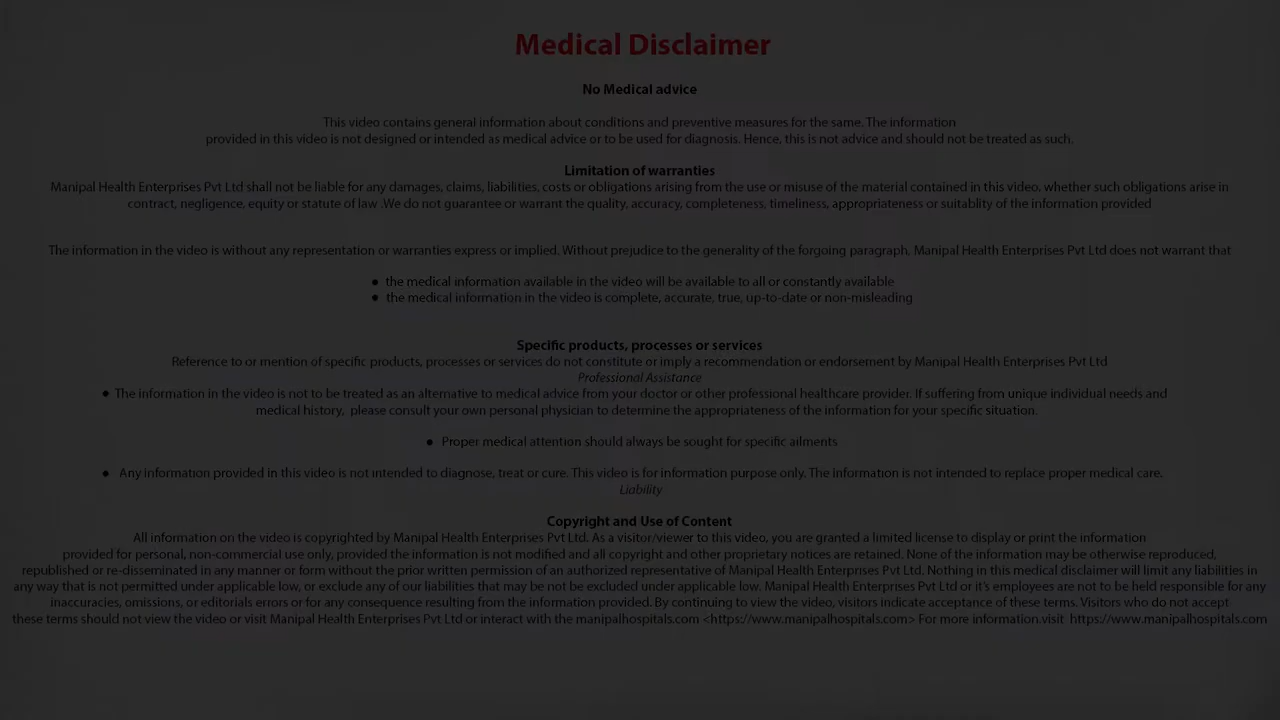 Medical Disclaimer
No Medical advice
This video contains general information about conditions and preventive measures for the same. The information
provided in this video is not designed or intended as medical advice or to be used for diagnosis. Hence, this is not advice and should not be treated as such.
Limitation of warranties
Manipal Health Enterprises Pvt Ltd shall not be liable for any damages, claims, liabilities, costs or obligations arising from the use or misuse of the material contained in this video, whether such obligations arise in
contract, negligence, equity or statute of law .We do not guarantee or warrant the quality, accuracy, completeness, timeliness, appropriateness or suitablity of the information provided
The information in the video is without any representation or warranties express or implied. Without prejudice to the generality of the forgoing paragraph, Manipal Health Enterprises Pvt Ltd does not warrant that
● the medical information available in the video will be available to all or constantly available
● the medical information in the video is complete, accurate, true, up-to-date or non-misleading
Specific products, processes or services
Reference to or mention of specific products, processes or services do not constitute or imply a recommendation or endorsement by Manipal Health Enterprises Pvt Ltd
Professional Assistance
● The information in the video is not to be treated as an alternative to medical advice from your doctor or other professional healthcare provider. If suffering from unique individual needs and
medical history, please consult your own personal physician to determine the appropriateness of the information for your specific situation.
● Proper medical attention should always be sought for specific ailments
● Any information provided in this video is not intended to diagnose, treat or cure. This video is for information purpose only. The information is not intended to replace proper medical care.
Liability
Copyright and Use of Content
All information on the video is copyrighted by Manipal Health Enterprises Pvt Ltd. As a visitor/viewer to this video, you are granted a limited license to display or print the information
provided for personal, non-commercial use only, provided the information is not modified and all copyright and other proprietary notices are retained. None of the information may be otherwise reproduced,
republished or re-disseminated in any manner or form without the prior written permission of an authorized representative of Manipal Health Enterprises Pvt Ltd. Nothing in this medical disclaimer will limit any liabilities in
any way that is not permitted under applicable low, or exclude any of our liabilities that may be not be excluded under applicable low. Manipal Health Enterprises Pvt Ltd or it's employees are not to be held responsible for any
inaccuracies, omissions, or editorials errors or for any consequence resulting from the information provided. By continuing to view the video, visitors indicate acceptance of these terms. Visitors who do not accept
these terms should not view the video or visit Manipal Health Enterprises Pvt Ltd or interact with the manipalhospitals.com <https://www.manipalhospitals.com> For more information.visit https://www.manipalhospitals.com